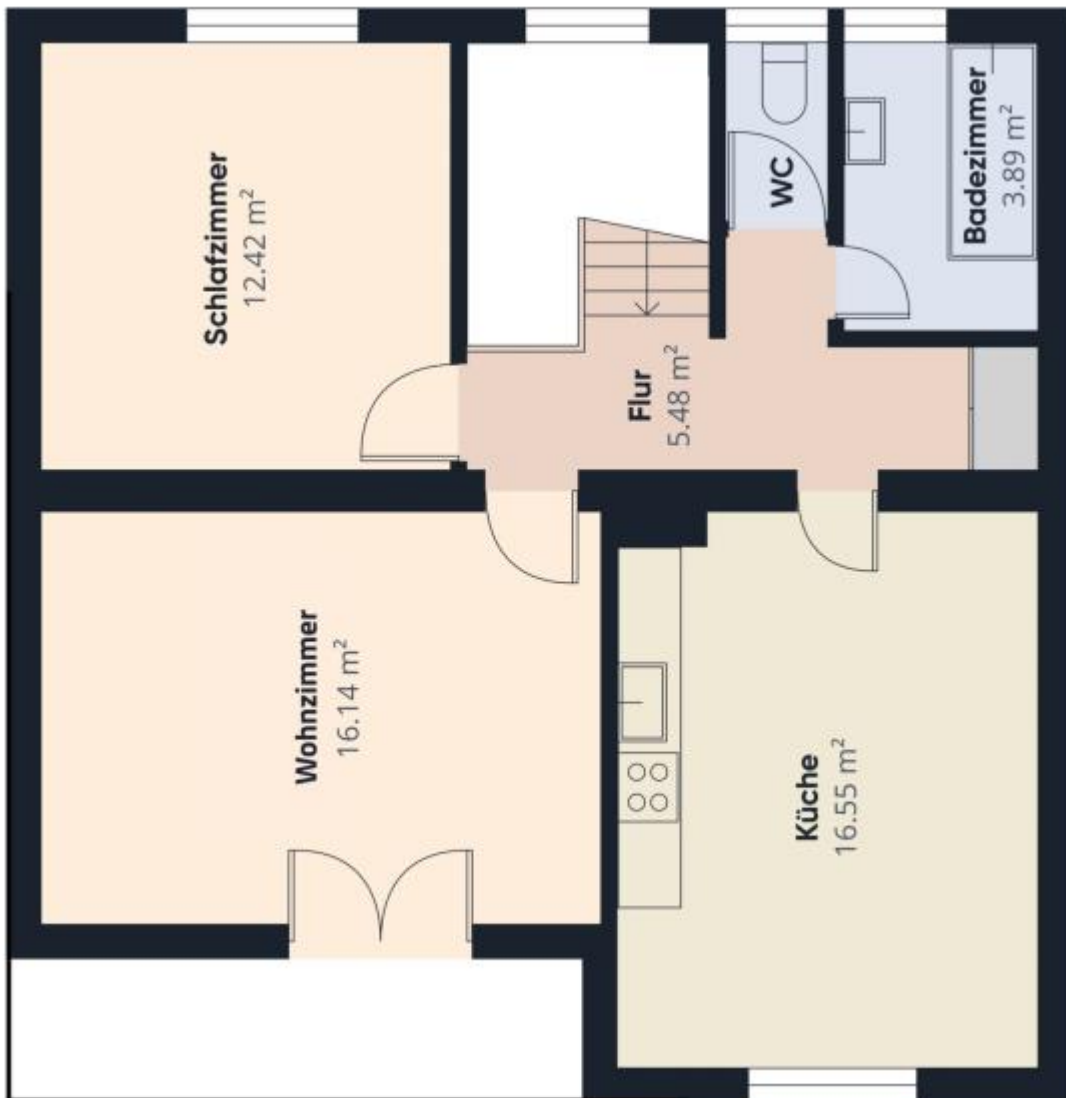 Schlafzimmer
12.42 m²
WC
Badezimmer
3.89 m²
Flur
5.48 m²
Wohnzimmer
16.14 m²
Küche
16.55 m²